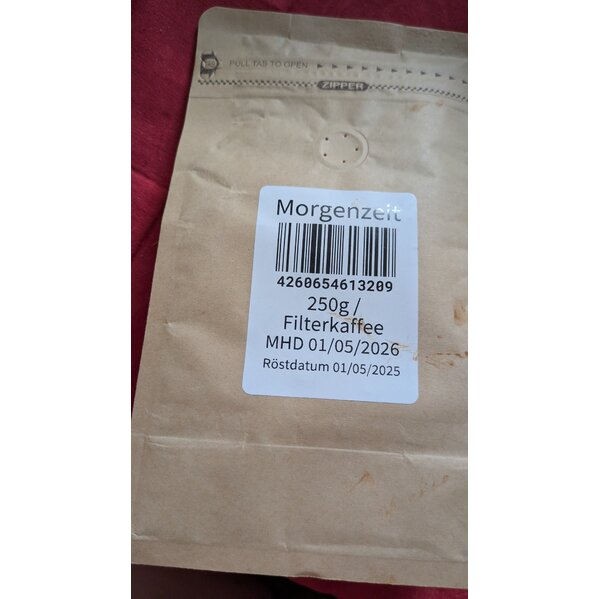 PULL TAB TO OPEN
ZIPPER
Morgenzeit
4260654613209
250g /
Filterkaffee
MHD 01/05/2026
Röstdatum 01/05/2025